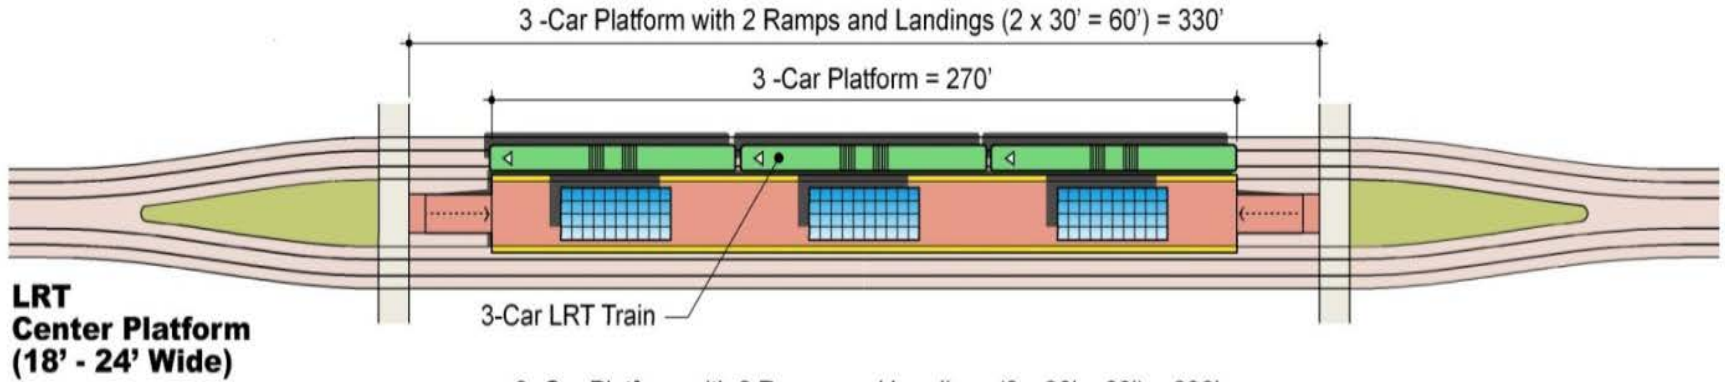 3 -Car Platform with 2 Ramps and Landings (2 x 30' = 60') = 330'
3 -Car Platform = 270'
3-Car LRT Train
LRT
Center Platform
(18' - 24' Wide)